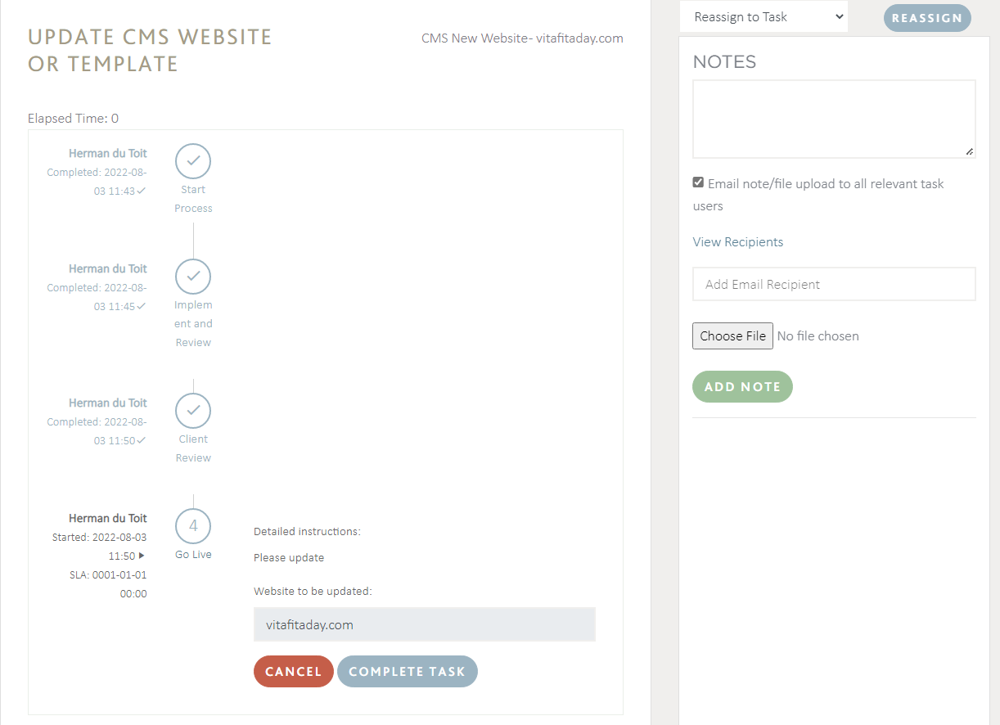 UPDATE CMS WEBSITE
OR TEMPLATE
CMS New Website- vitafitaday.com
Elapsed Time: 0
Herman du Toit
Completed: 2022-08-
03 11:43
Start
Process
Herman du Toit
Completed: 2022-08-
03 11:45
Implem
ent and
Review
Herman du Toit
Completed: 2022-08-
03 11:50
Client
Review
Herman du Toit
Started: 2022-08-03
11:50
SLA: 0001-01-01
00:00
4
Go Live
Detailed instructions:
Please update
Website to be updated:
vitafitaday.com
CANCEL
COMPLETE TASK
Reassign to Task
REASSIGN
NOTES
Email note/file upload to all relevant task
users
View Recipients
Add Email Recipient
Choose File No file chosen
ADD NOTE